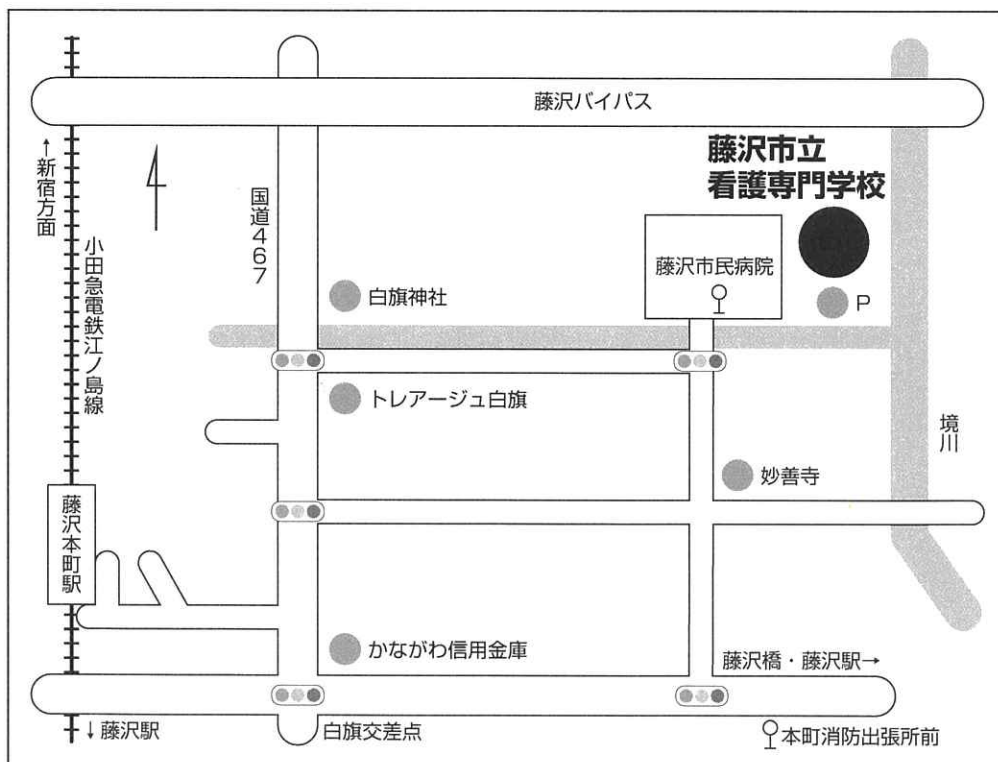 藤沢バイパス
藤沢市立
看護専門学校
↑新宿方面
小田急電鉄江ノ島線
国道467
藤沢市民病院
白旗神社
P
トレアージュ白旗
境川
妙善寺
藤沢本町駅
かながわ信用金庫
藤沢橋・藤沢駅→
↓藤沢駅
白旗交差点
本町消防出張所前